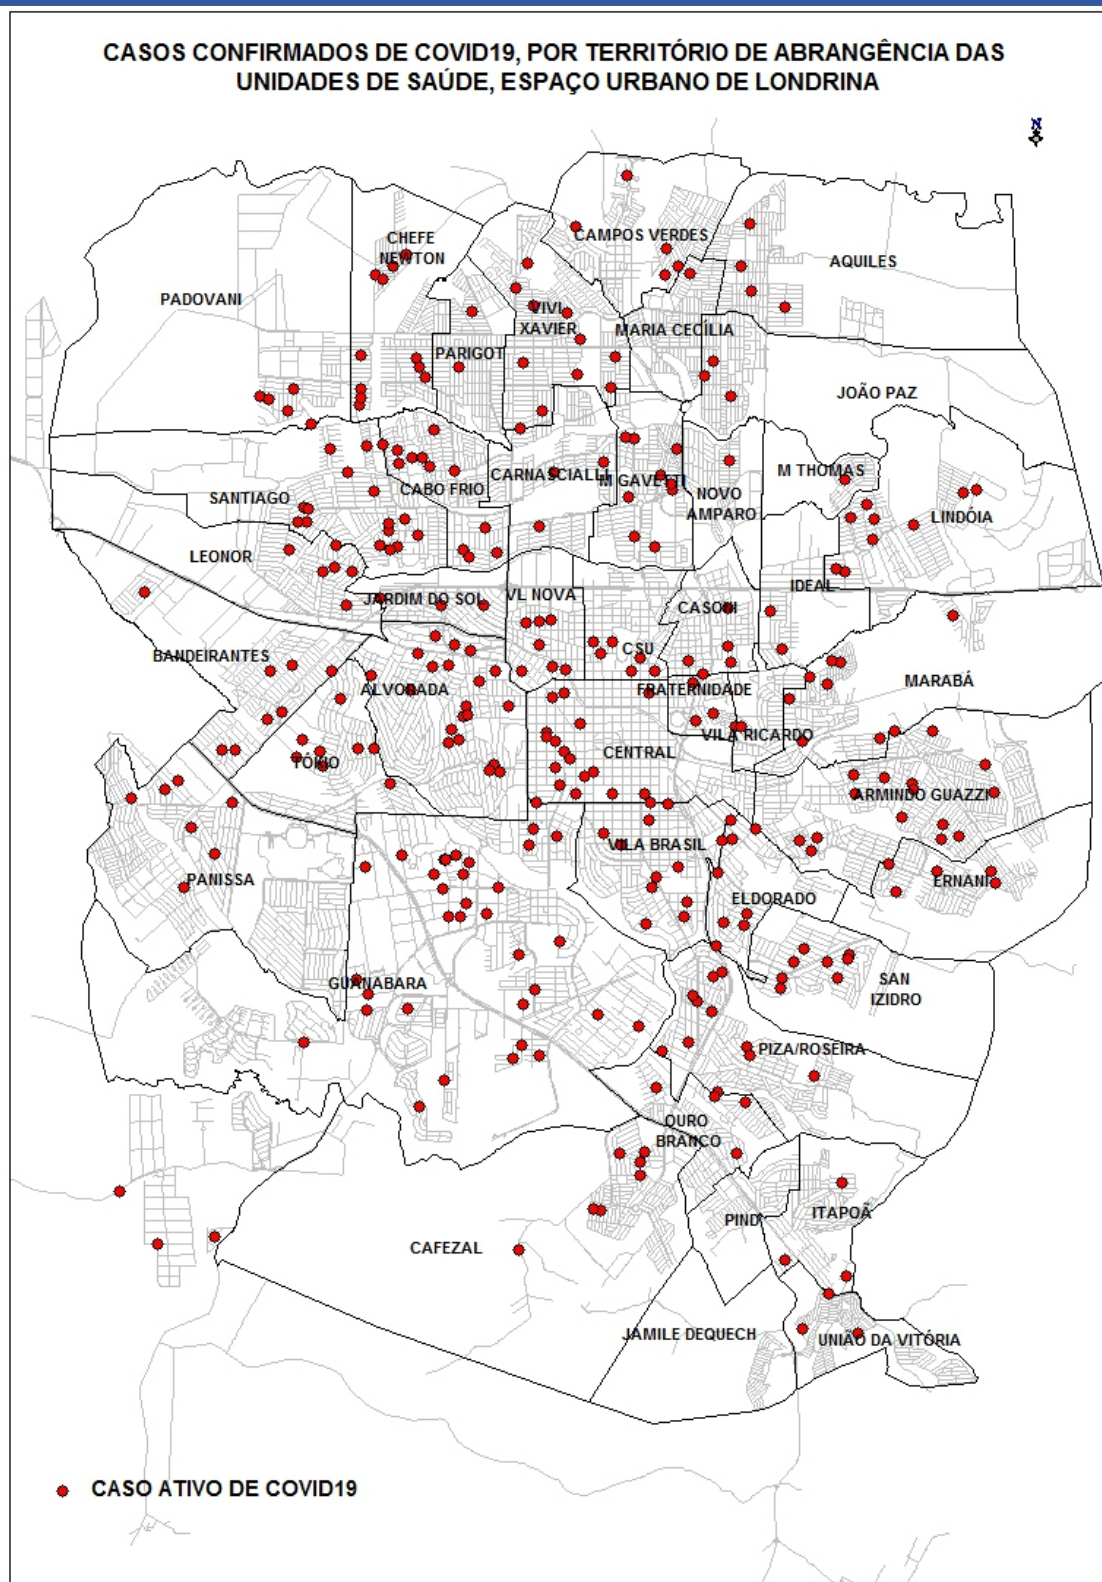 CASOS CONFIRMADOS DE COVID19, POR TERRITÓRIO DE ABRANGÊNCIA DAS
UNIDADES DE SAÚDE, ESPAÇO URBANO DE LONDRINA
N
CAMPOS VERDES
CHEFE
NEWTON
AQUILES
PADOVANI
VIVI
XAVIER
MARIA CECÍLIA
PARIGOT
JOÃO PAZ
CARNASCIALLI
M THOMAS
M GAVETTI
CABO FRIO
SANTIAGO
NOVO
AMPARO
LINDÓIA
LEONOR
IDEAL
VL NOVA
JARDIM DO SOL
CASONI
CSU
BANDEIRANTES
MARABÁ
ALVORADA
FRATERNIDADE
VILA RICARDO
CENTRAL
TÓKIO
ARMINDO GUAZZI
VILA BRASIL
PANISSA
ERNANI
ELDORADO
GUANABARA
SAN
IZIDRO
PIZA/ROSEIRA
OURO
BRANCO
ITAPOÃ
PIND
CAFEZAL
JAMILE DEQUECH
UNIÃO DA VITÓRIA
CASO ATIVO DE COVID19